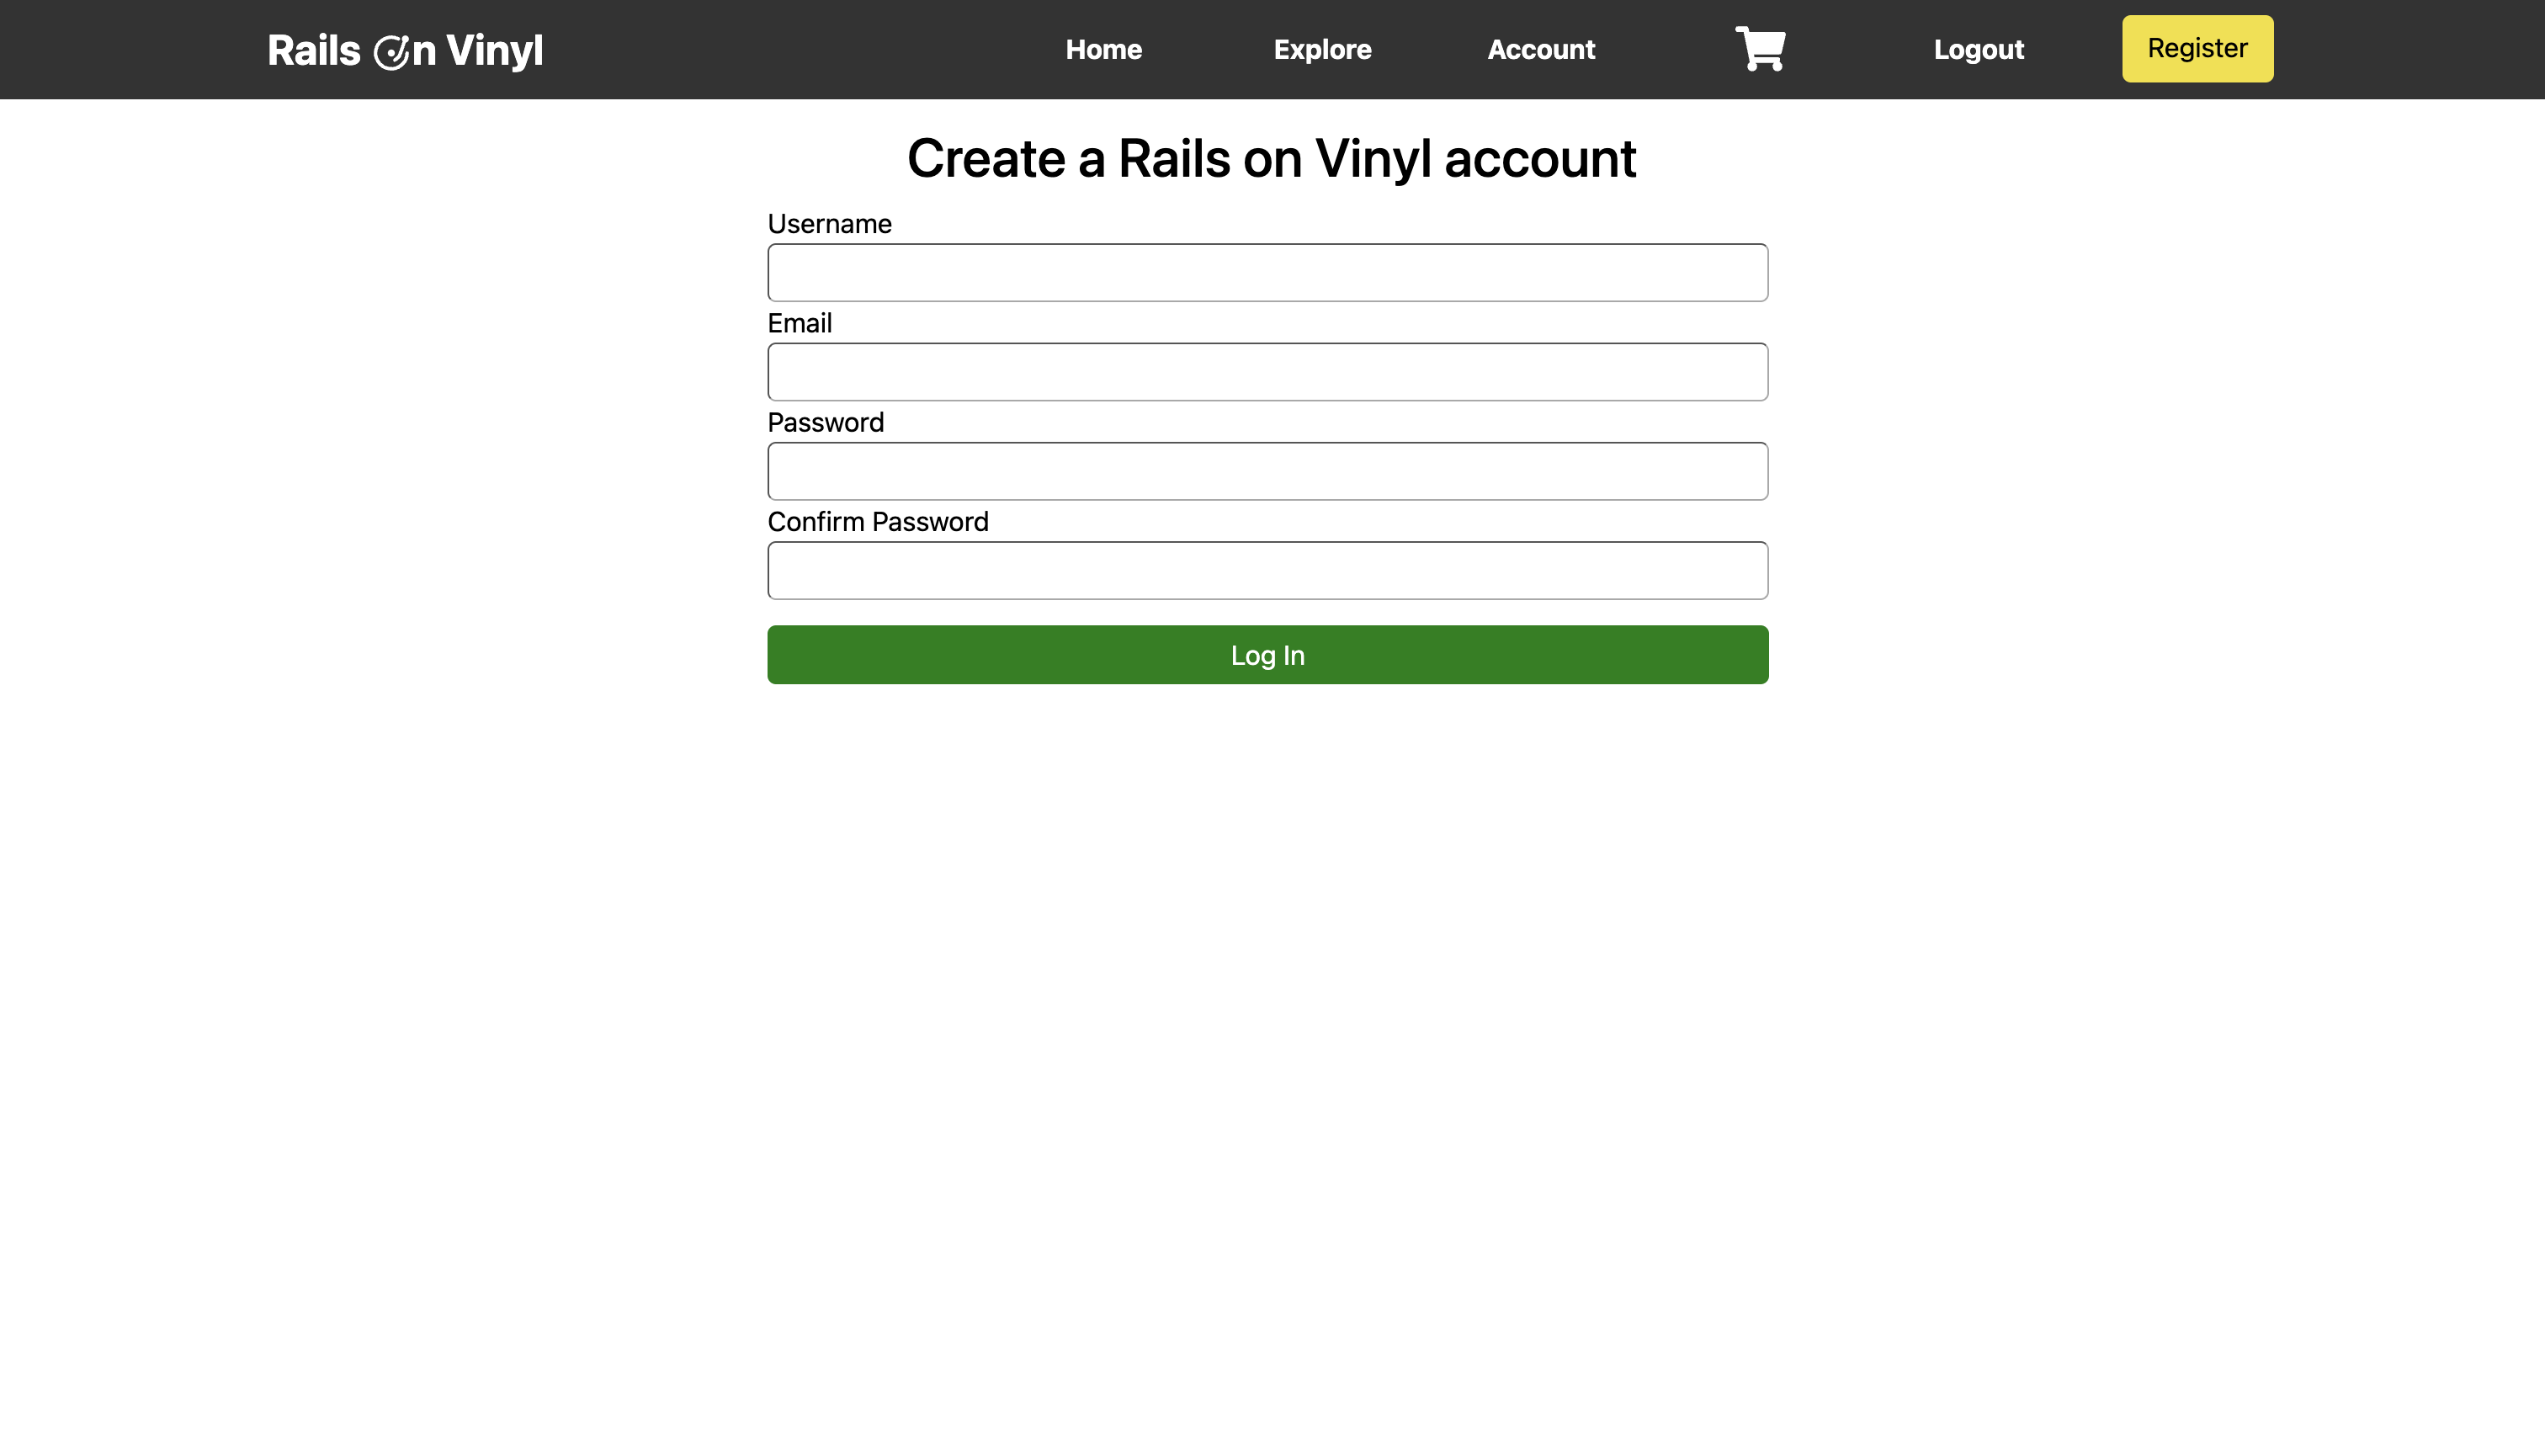 Rails On Vinyl Home Explore Account Logout Register
Create a Rails on Vinyl account
Username
Email
Password
Confirm Password
Log In